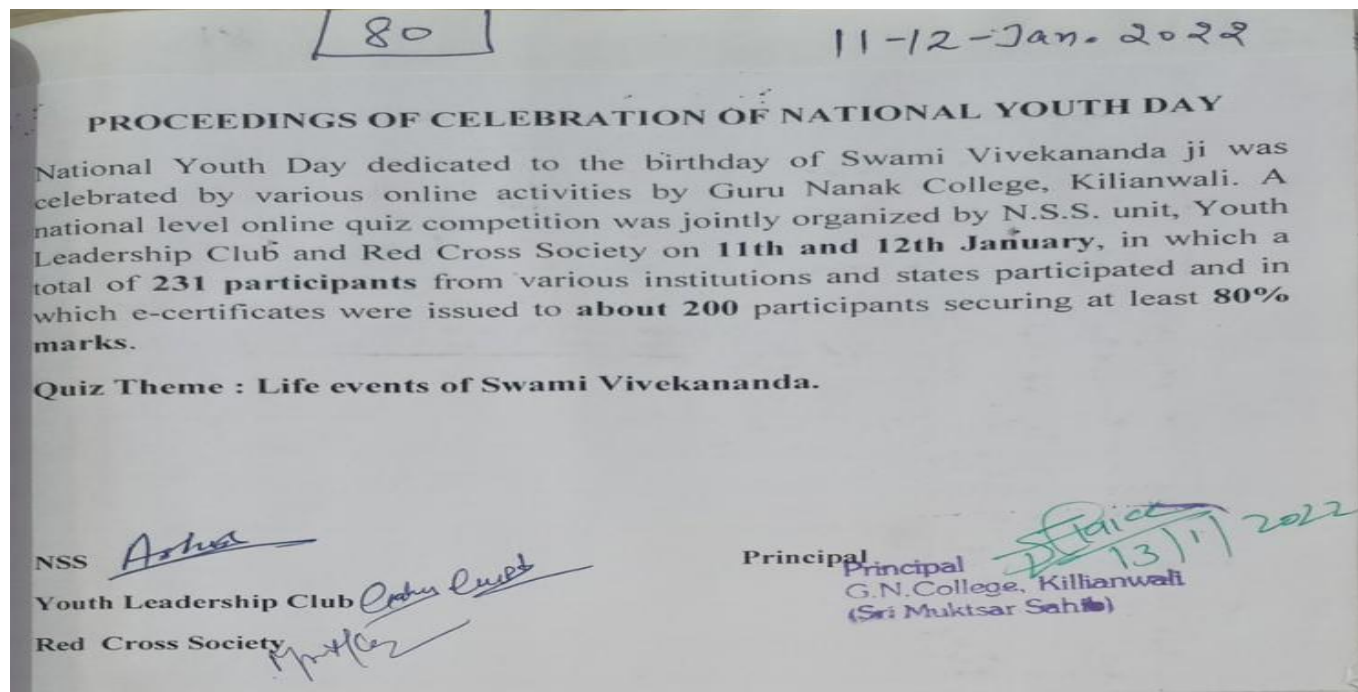 80
11-12-Jan. 2022
PROCEEDINGS OF CELEBRATION OF NATIONAL YOUTH DAY
National Youth Day dedicated to the birthday of Swami Vivekananda ji was
celebrated by various online activities by Guru Nanak College, Kilianwali. A
national level online quiz competition was jointly organized by N.S.S. unit, Youth
Leadership Club and Red Cross Society on 11th and 12th January, in which a
total of 231 participants from various institutions and states participated and in
which e-certificates were issued to about 200 participants securing at least 80%
marks.
Quiz Theme : Life events of Swami Vivekananda.
NSS
Youth Leadership Club
Red Cross Society
Principal
13/1/2022
Principal
G.N.College, Killianwali
(Sri Muktsar Sahib)